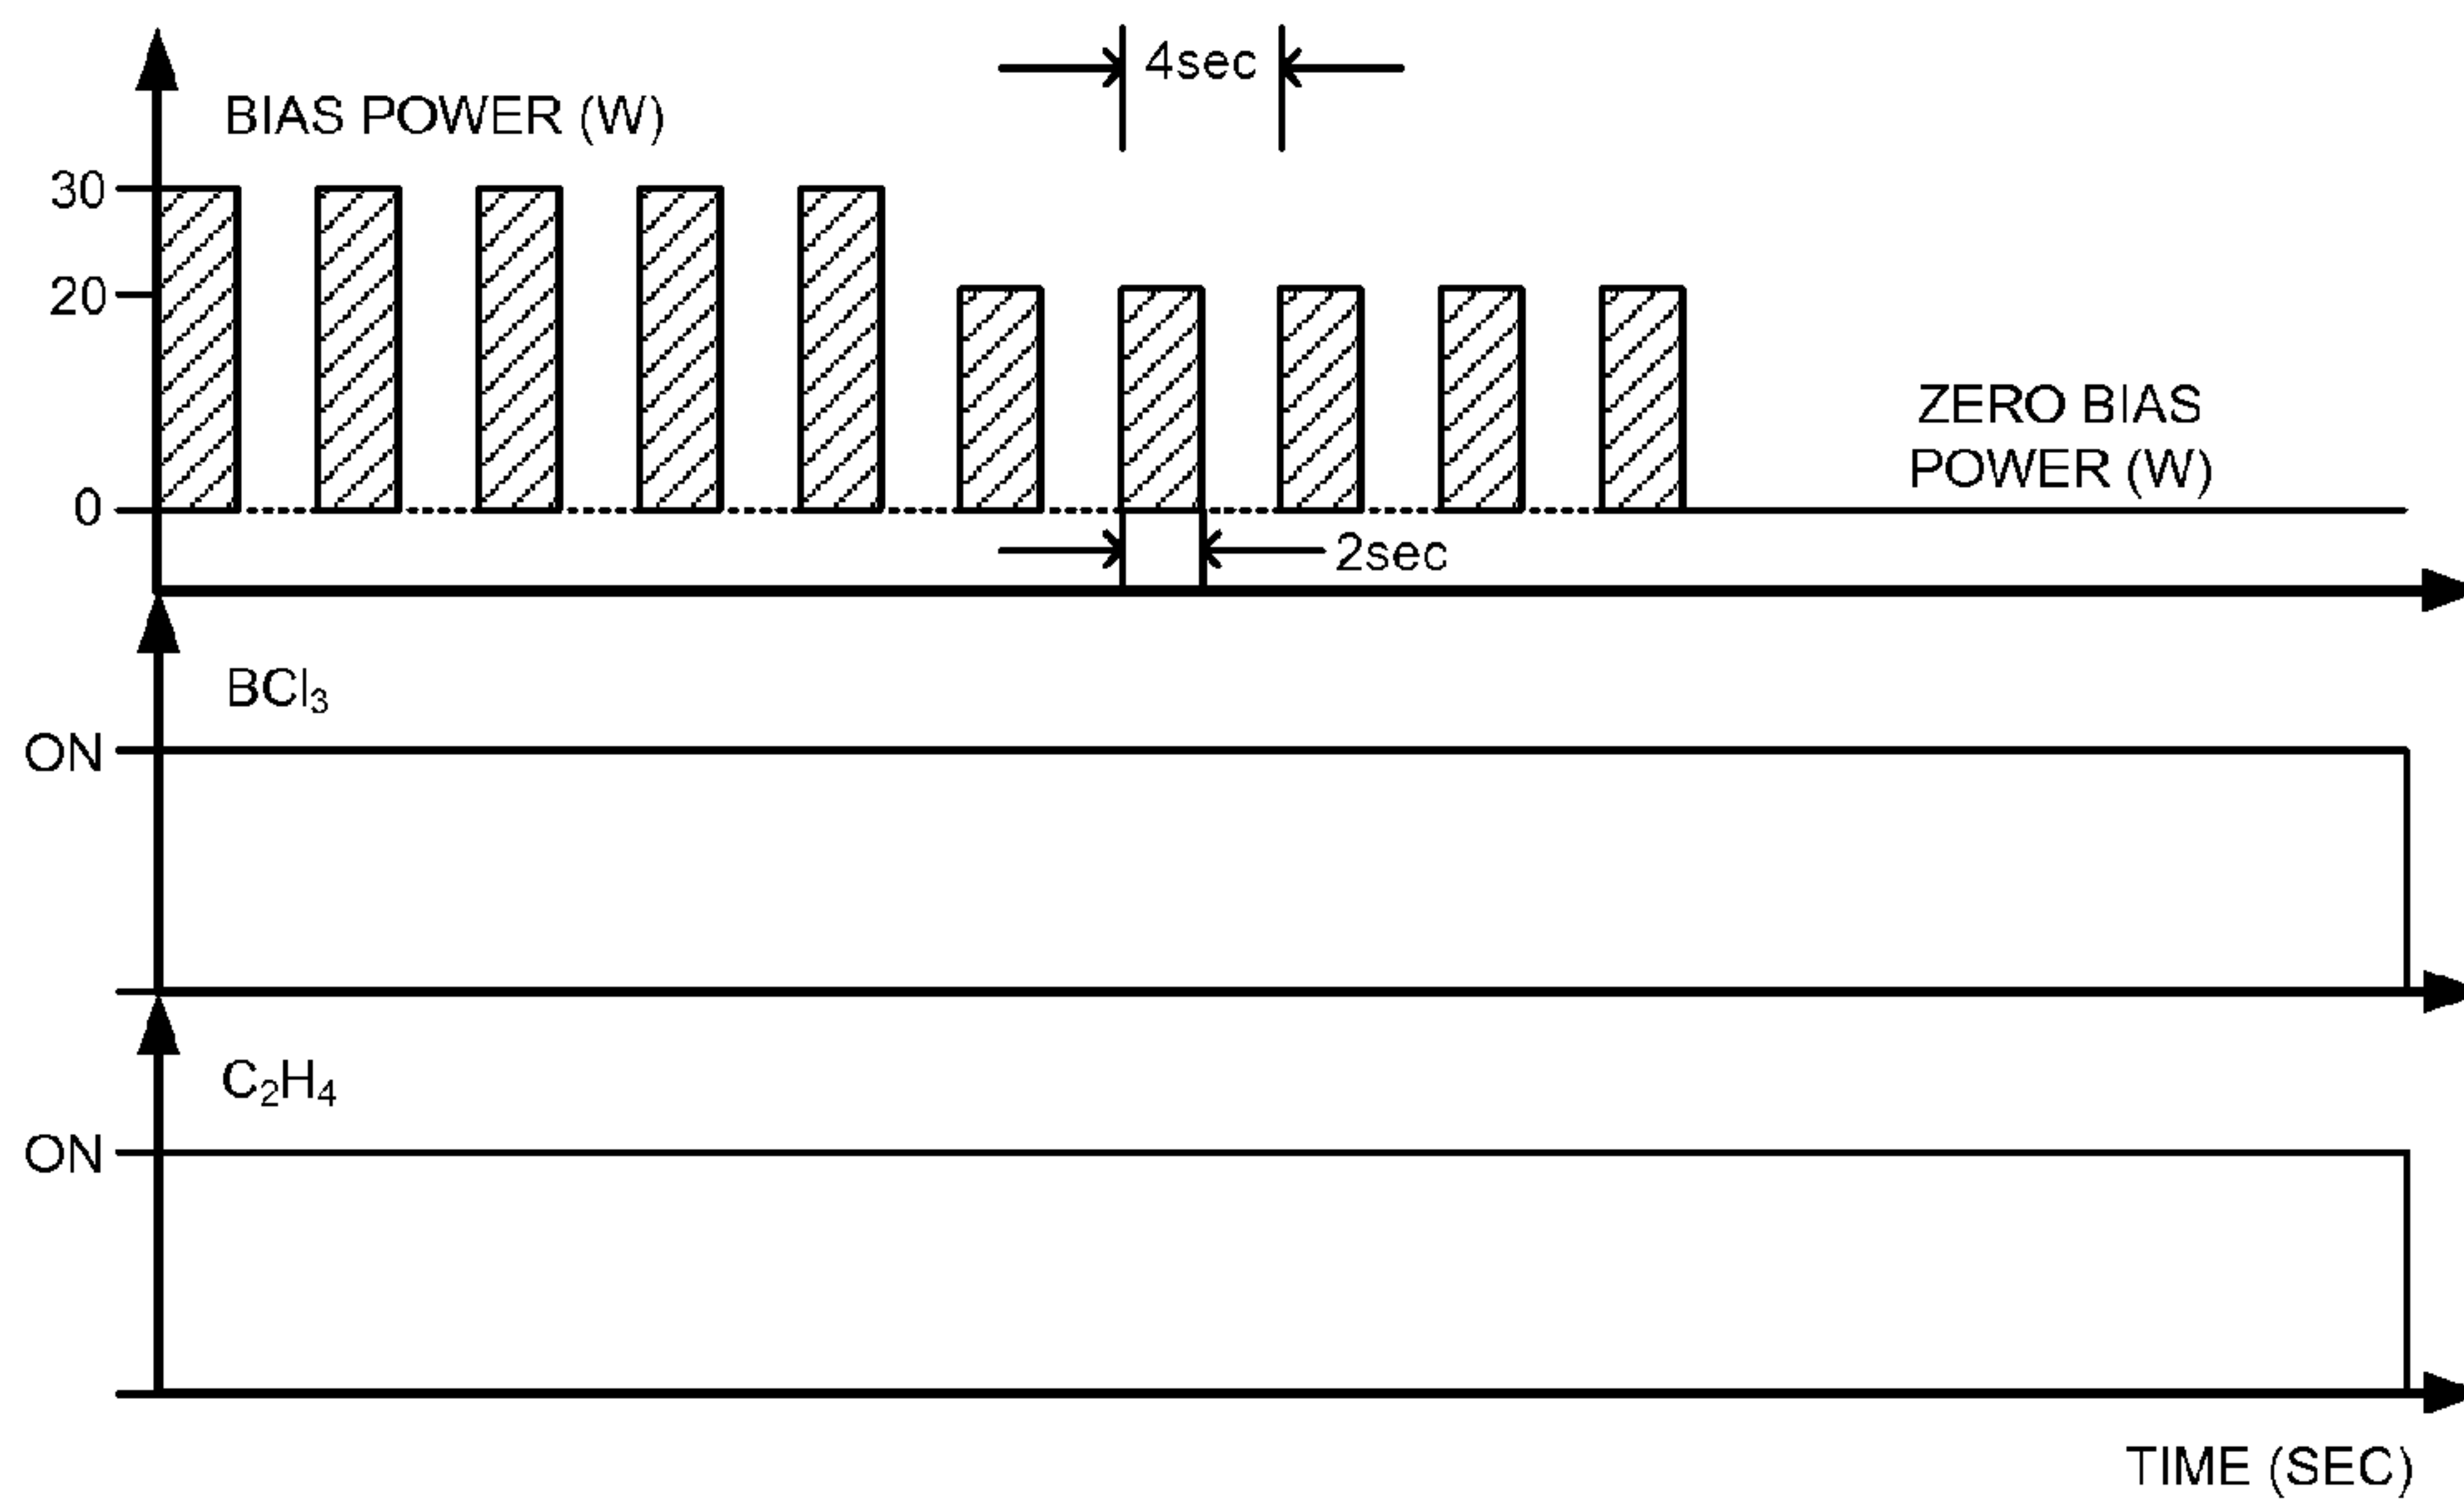 4sec
BIAS POWER (W)
30
20
ZERO BIAS
POWER (W)
0
2sec
BCl₃
ON
C₂H₄
ON
TIME (SEC)